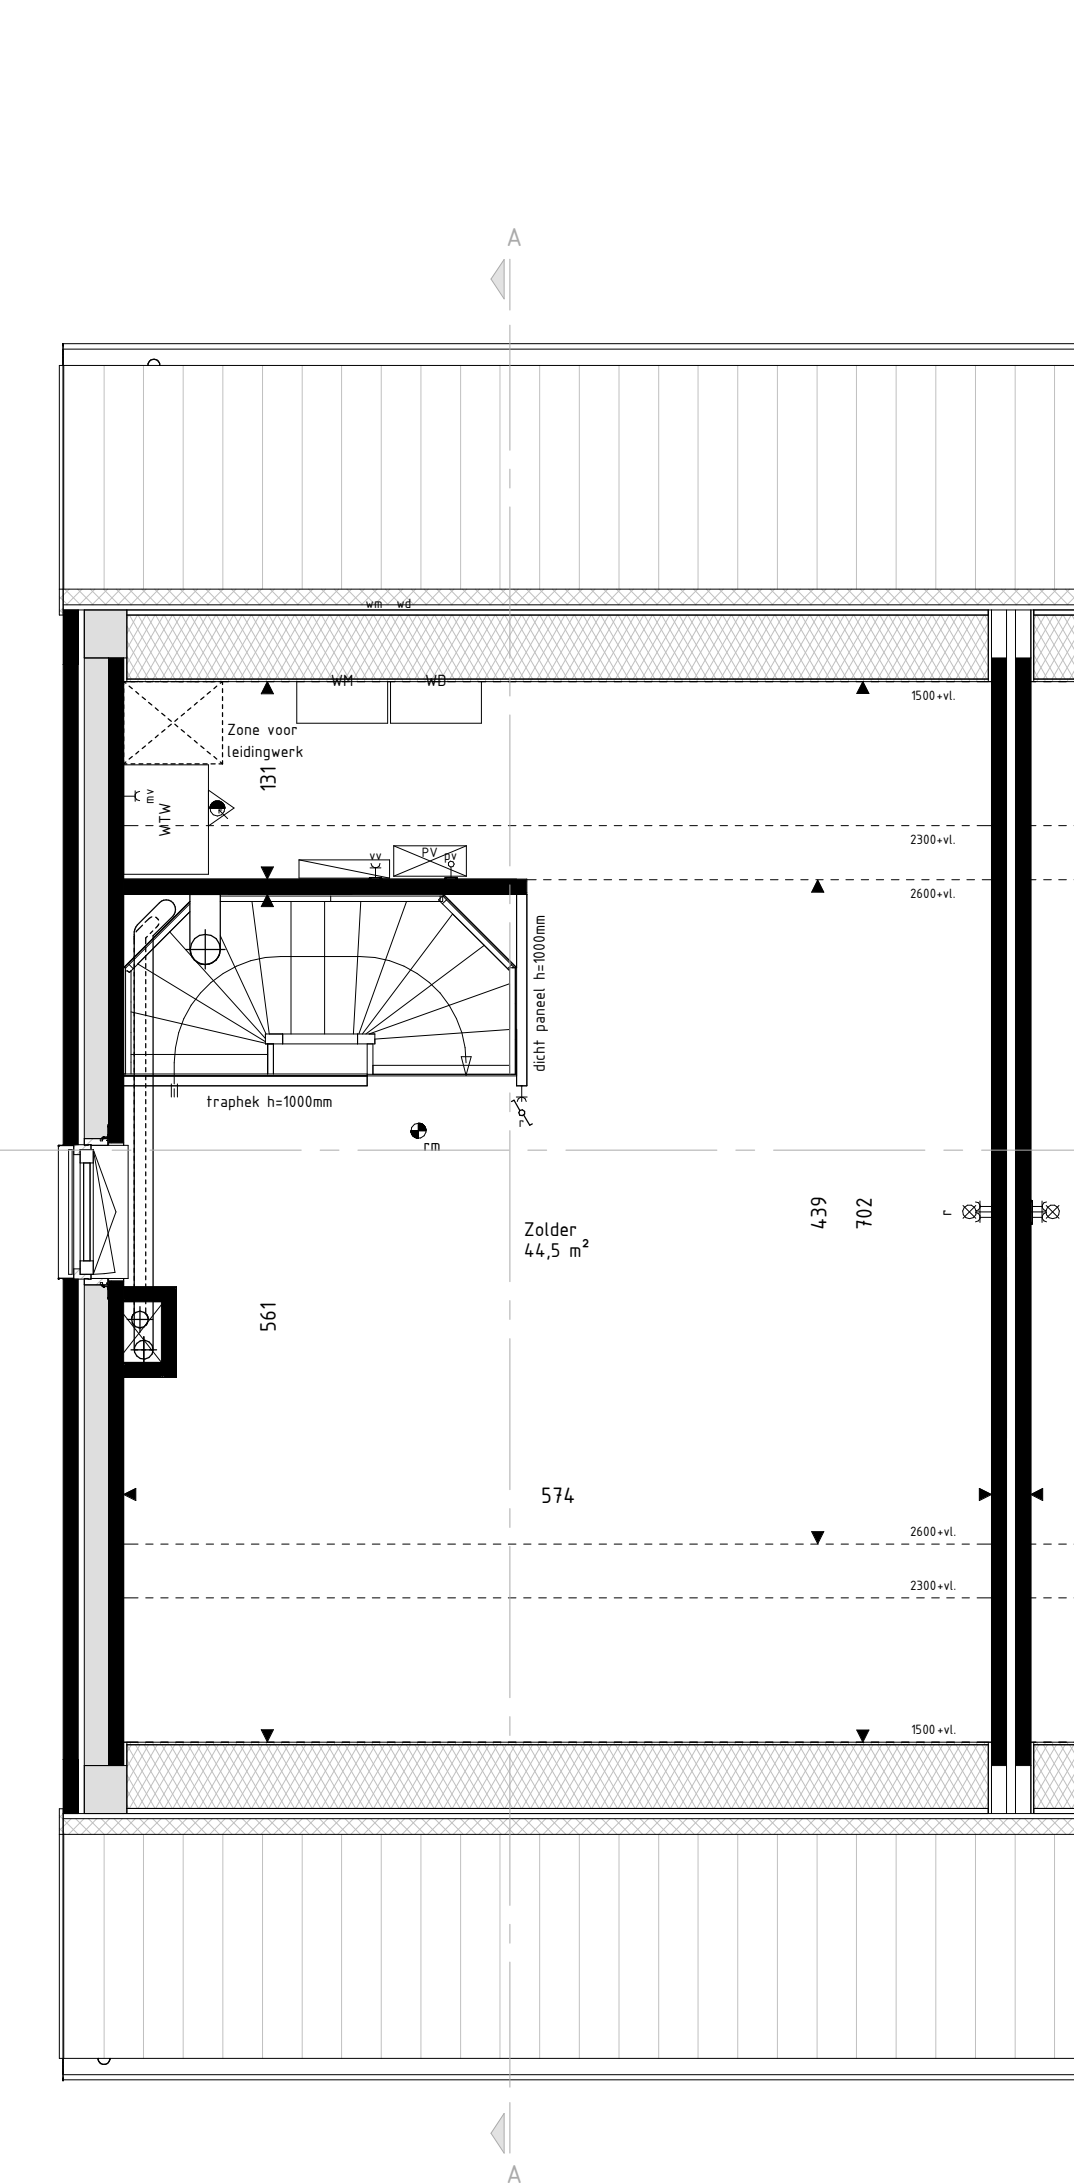 A
wm wd
WM WD
1500+vl.
Zone voor
leidingwerk
131
mv
WTW
2300+vl.
vv PV pv
2600+vl.
dicht paneel h=1000mm
traphek h=1000mm
r
rm
439
702
r
Zolder
44,5 m²
561
574
2600+vl.
2300+vl.
1500+vl.
A